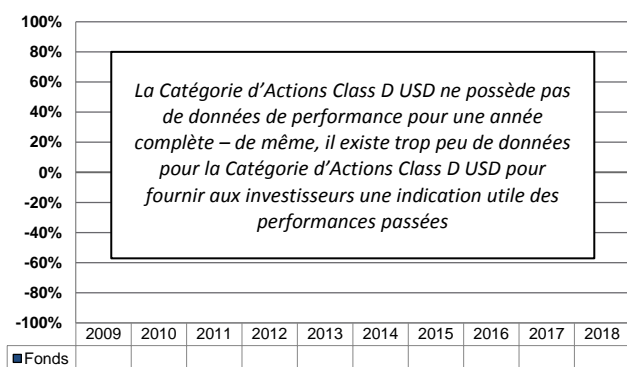 100%
80%
60%
40%
20%
0%
-20%
-40%
-60%
-80%
-100%
La Catégorie d’Actions Class D USD ne possède pas
de données de performance pour une année
complète – de même, il existe trop peu de données
pour la Catégorie d’Actions Class D USD pour
fournir aux investisseurs une indication utile des
performances passées
2009 2010 2011 2012 2013 2014 2015 2016 2017 2018
Fonds